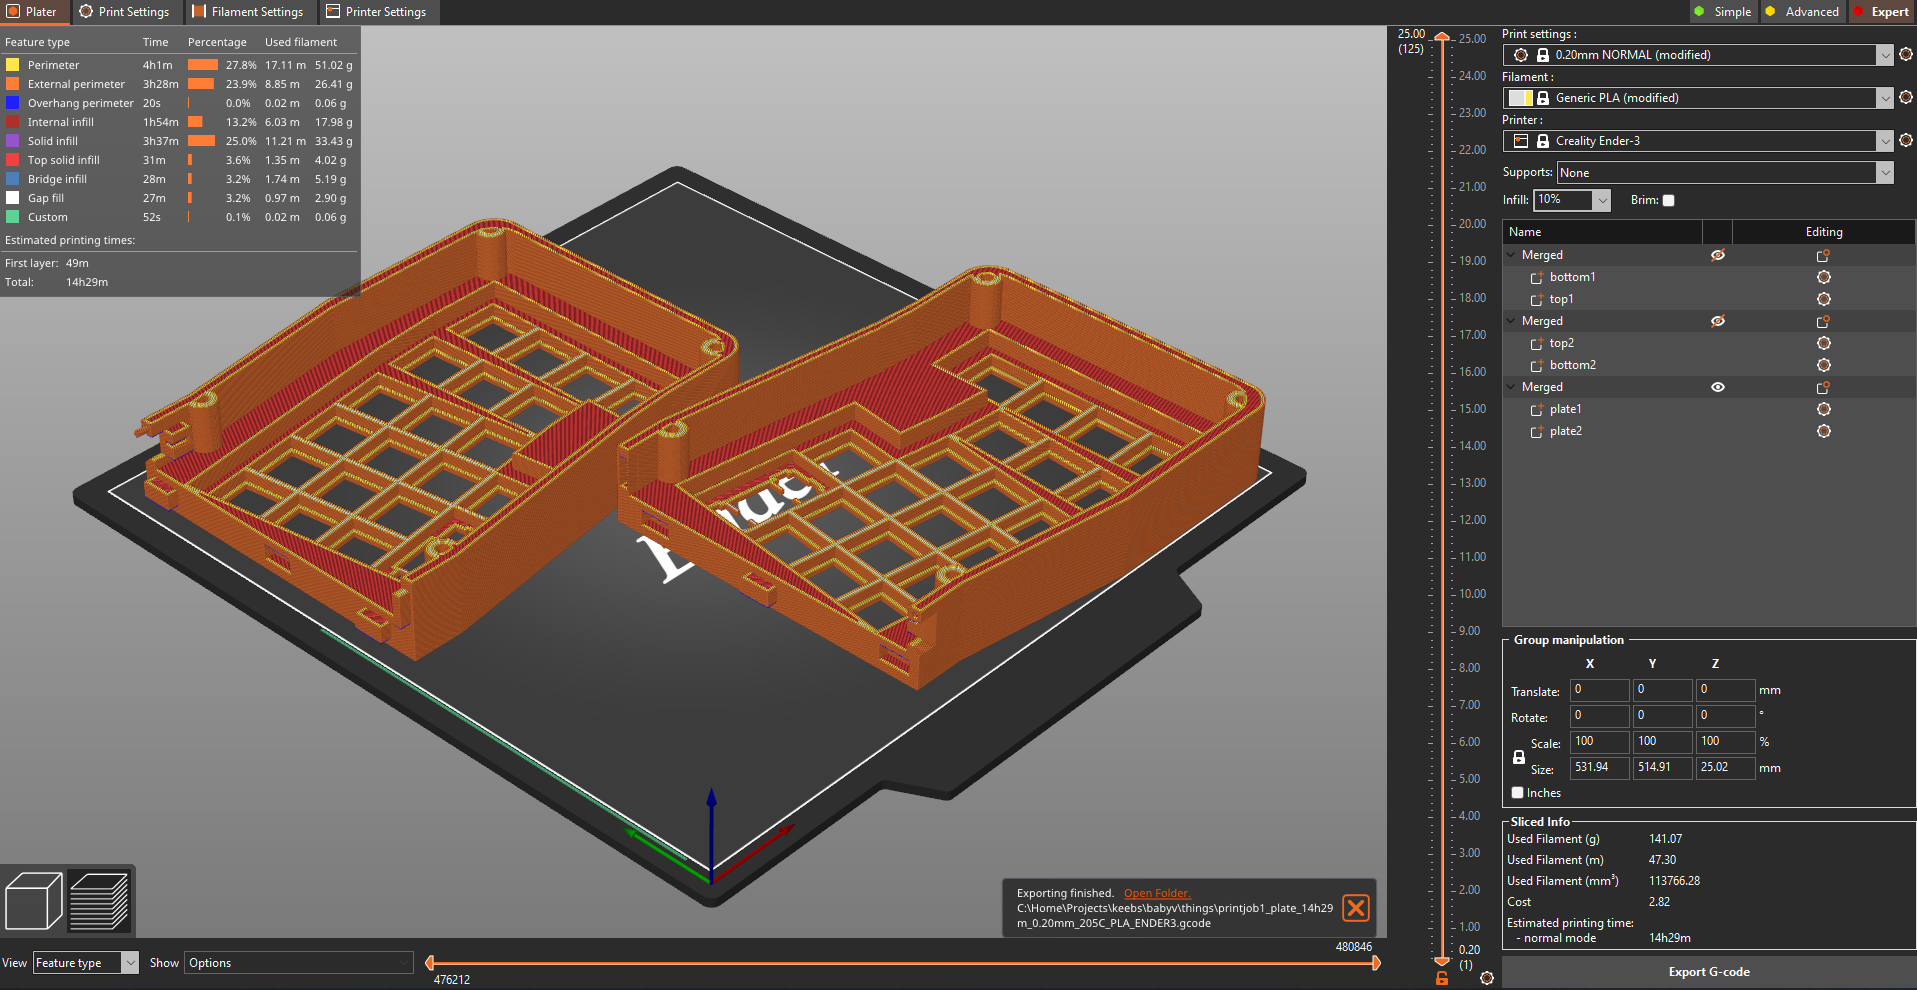 Plater Print Settings Filament Settings Printer Settings Simple Advanced Expert
Feature type Time Percentage Used filament
Perimeter 4h1m 27.8% 17.11 m 51.02 g
External perimeter 3h28m 23.9% 8.85 m 26.41 g
Overhang perimeter 20s 0.0% 0.02 m 0.06 g
Internal infill 1h54m 13.2% 6.03 m 17.98 g
Solid infill 3h37m 25.0% 11.21 m 33.43 g
Top solid infill 31m 3.6% 1.35 m 4.02 g
Bridge infill 28m 3.2% 1.74 m 5.19 g
Gap fill 27m 3.2% 0.97 m 2.90 g
Custom 52s 0.1% 0.02 m 0.06 g
Estimated printing times:
First layer: 49m
Total: 14h29m
25.00
(125)
25.00
24.00
23.00
22.00
21.00
20.00
19.00
18.00
17.00
16.00
15.00
14.00
13.00
12.00
11.00
10.00
9.00
8.00
7.00
6.00
5.00
4.00
3.00
2.00
1.00
0.20
(1)
Print settings :
0.20mm NORMAL (modified)
Filament :
Generic PLA (modified)
Printer :
Creality Ender-3
Supports: None
Infill: 10% Brim:
Name Editing
Merged
bottom1
top1
Merged
top2
bottom2
Merged
plate1
plate2
Group manipulation
X Y Z
Translate: 0 0 0 mm
Rotate: 0 0 0 °
Scale: 100 100 100 %
Size: 531.94 514.91 25.02 mm
Inches
Sliced Info
Used Filament (g) 141.07
Used Filament (m) 47.30
Used Filament (mm³) 113766.28
Cost 2.82
Estimated printing time:
- normal mode 14h29m
Export G-code
Exporting finished. Open Folder.
C:\Home\Projects\keebs\babyv\things\printjob1_plate_14h29
m_0.20mm_205C_PLA_ENDER3.gcode
480846
View Feature type Show Options
476212